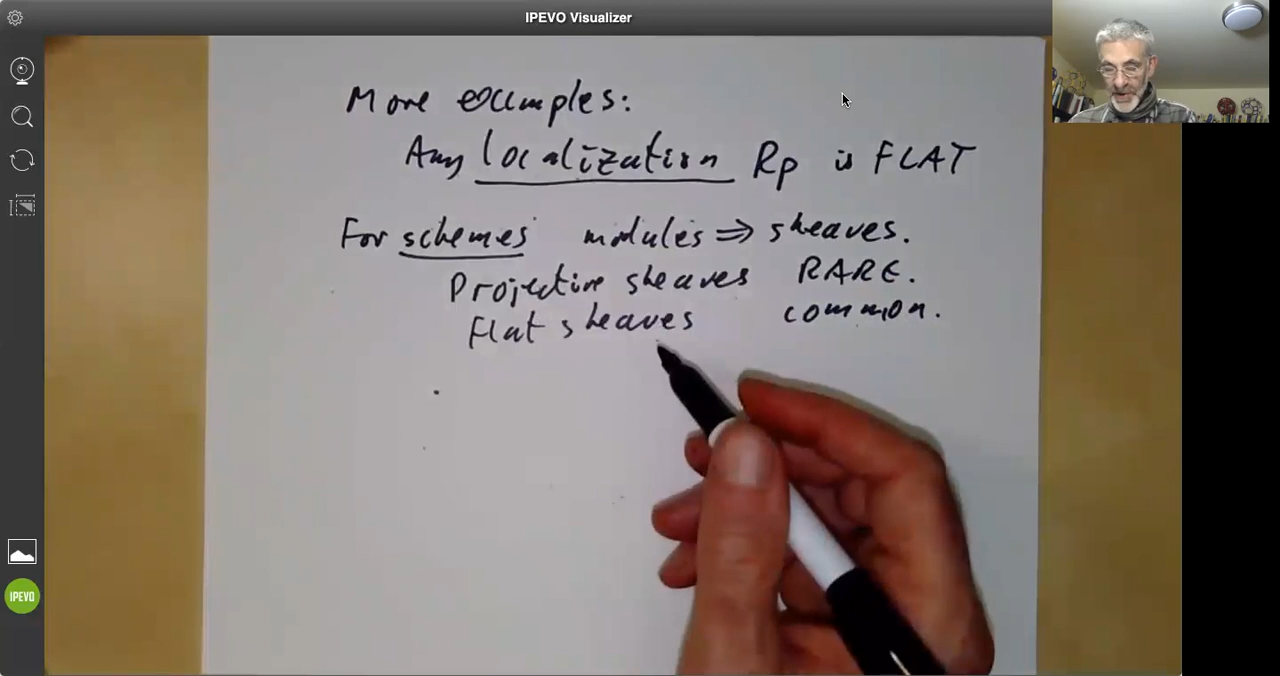 IPEVO Visualizer
More examples:
Any localization Rp is FLAT
For schemes modules ⇒ sheaves.
Projective sheaves RARE.
Flat sheaves common.
IPEVO